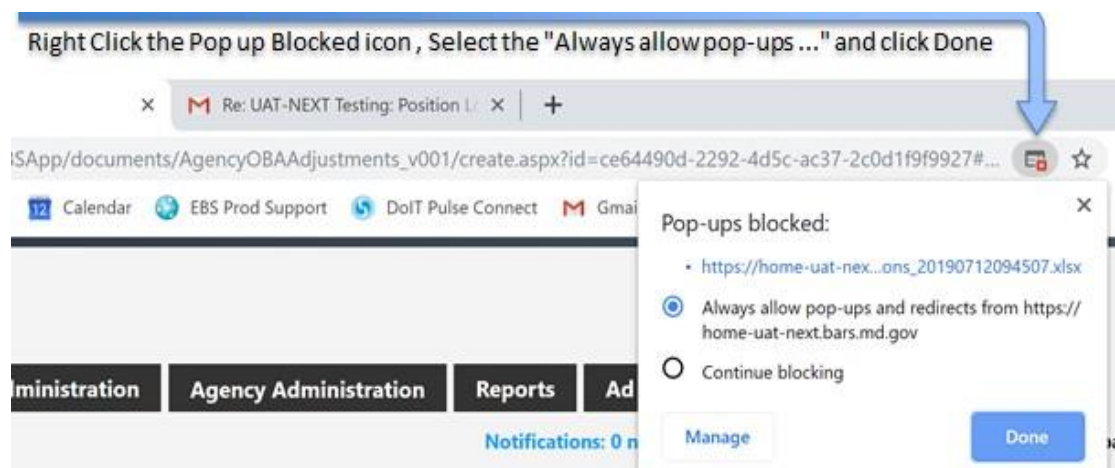 Right Click the Pop up Blocked icon , Select the "Always allow pop-ups ..." and click Done
Re: UAT-NEXT Testing: Position
SApp/documents/AgencyOBAAdjustments_v001/create.aspx?id=ce64490d-2292-4d5c-ac37-2c0d1f9f9927#...
12 Calendar EBS Prod Support DoIT Pulse Connect Gmai
Pop-ups blocked:
• https://home-uat-nex...ons_20190712094507.xlsx
Always allow pop-ups and redirects from https://
home-uat-next.bars.md.gov
Continue blocking
ministration Agency Administration Reports Ad
Manage Done
Notifications: 0 n